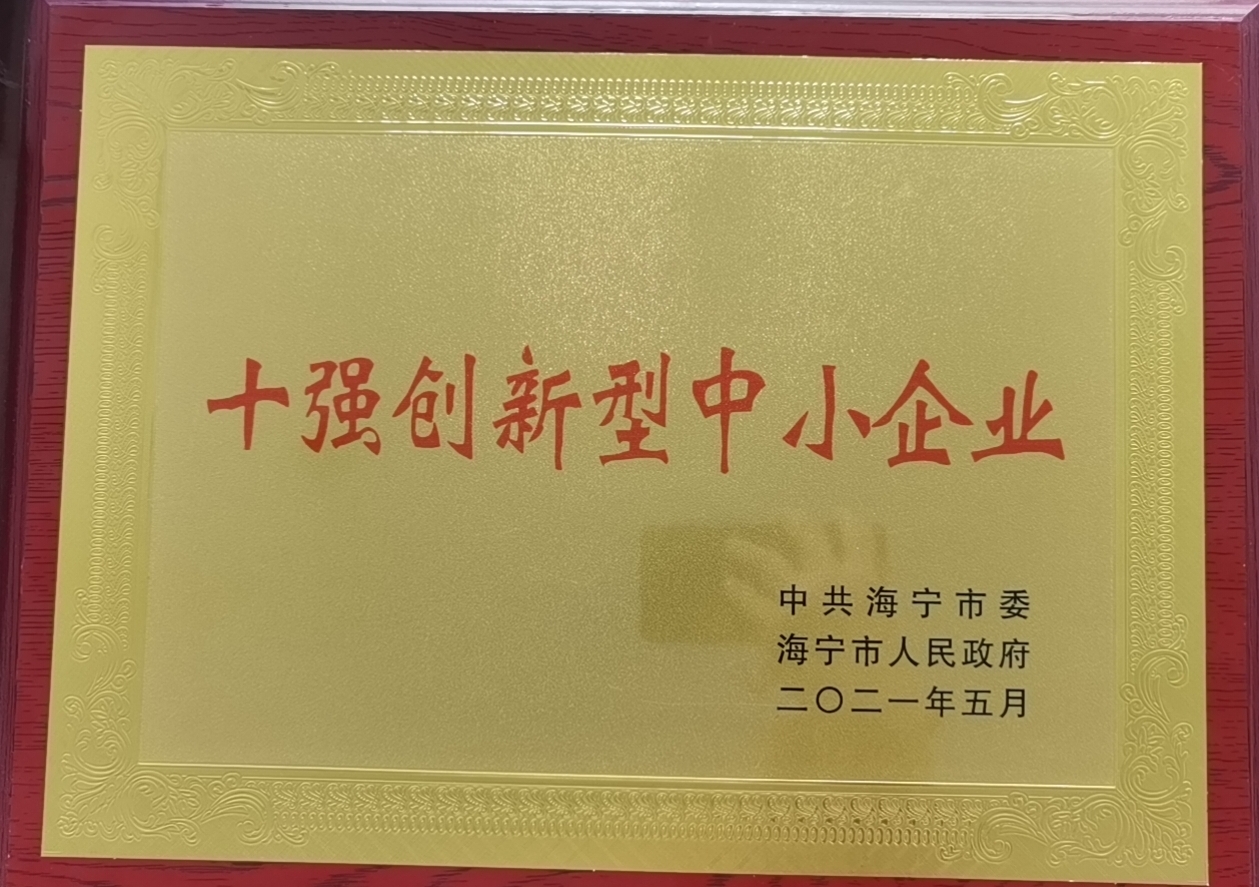 十强创新型中小企业
中共海宁市委
海宁市人民政府
二〇二一年五月